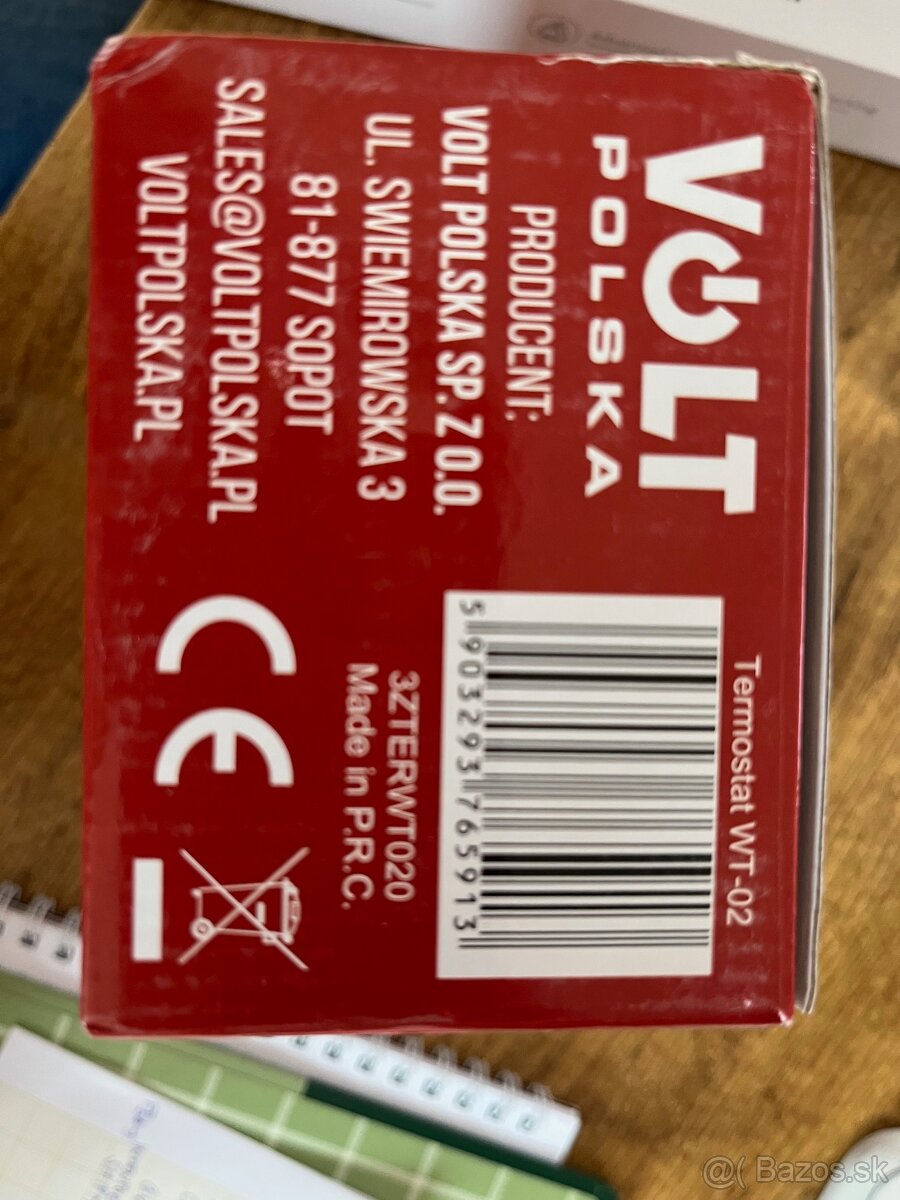 VOLT
POLSKA
PRODUCENT:
VOLT POLSKA SP. Z O.O.
UL. SWIEMIROWSKA 3
81-877 SOPOT
SALES@VOLTPOLSKA.PL
VOLTPOLSKA.PL
Termostat WT-02
5 903293 765913
3ZTERWT020
Made in P.R.C.
CE
@( Bazos.sk